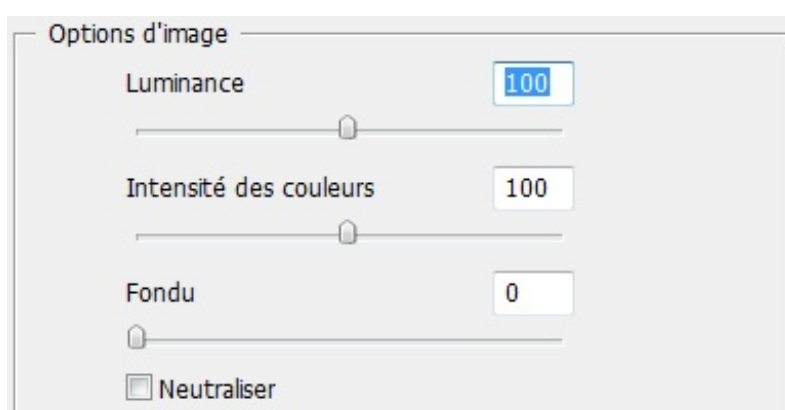 Options d'image
Luminance 100
Intensité des couleurs 100
Fondu 0
Neutraliser